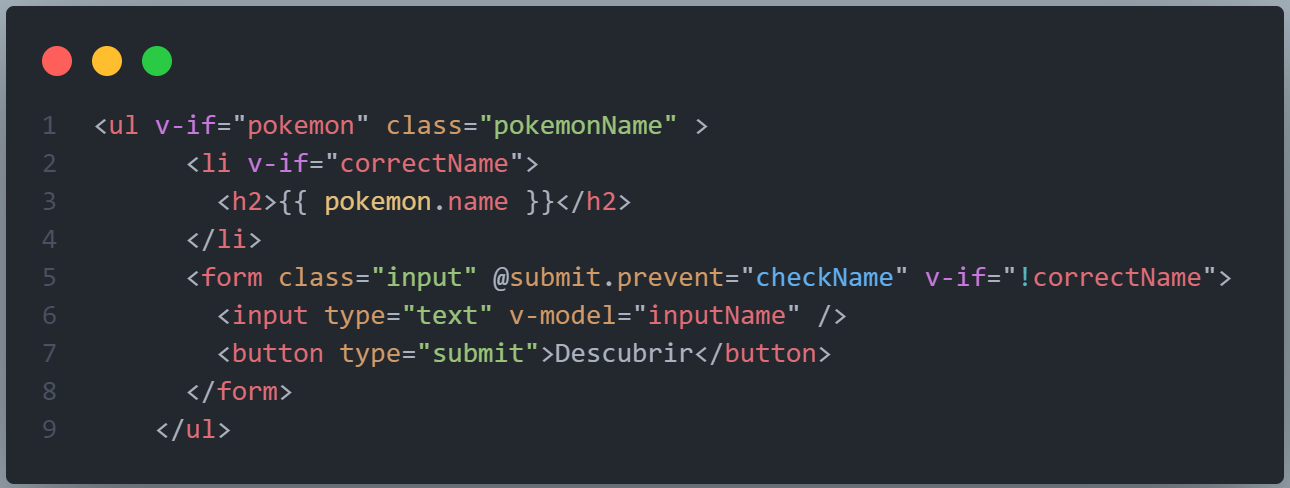 1 <ul v-if="pokemon" class="pokemonName" >
2 <li v-if="correctName">
3 <h2>{{ pokemon.name }}</h2>
4 </li>
5 <form class="input" @submit.prevent="checkName" v-if="!correctName">
6 <input type="text" v-model="inputName" />
7 <button type="submit">Descubrir</button>
8 </form>
9 </ul>